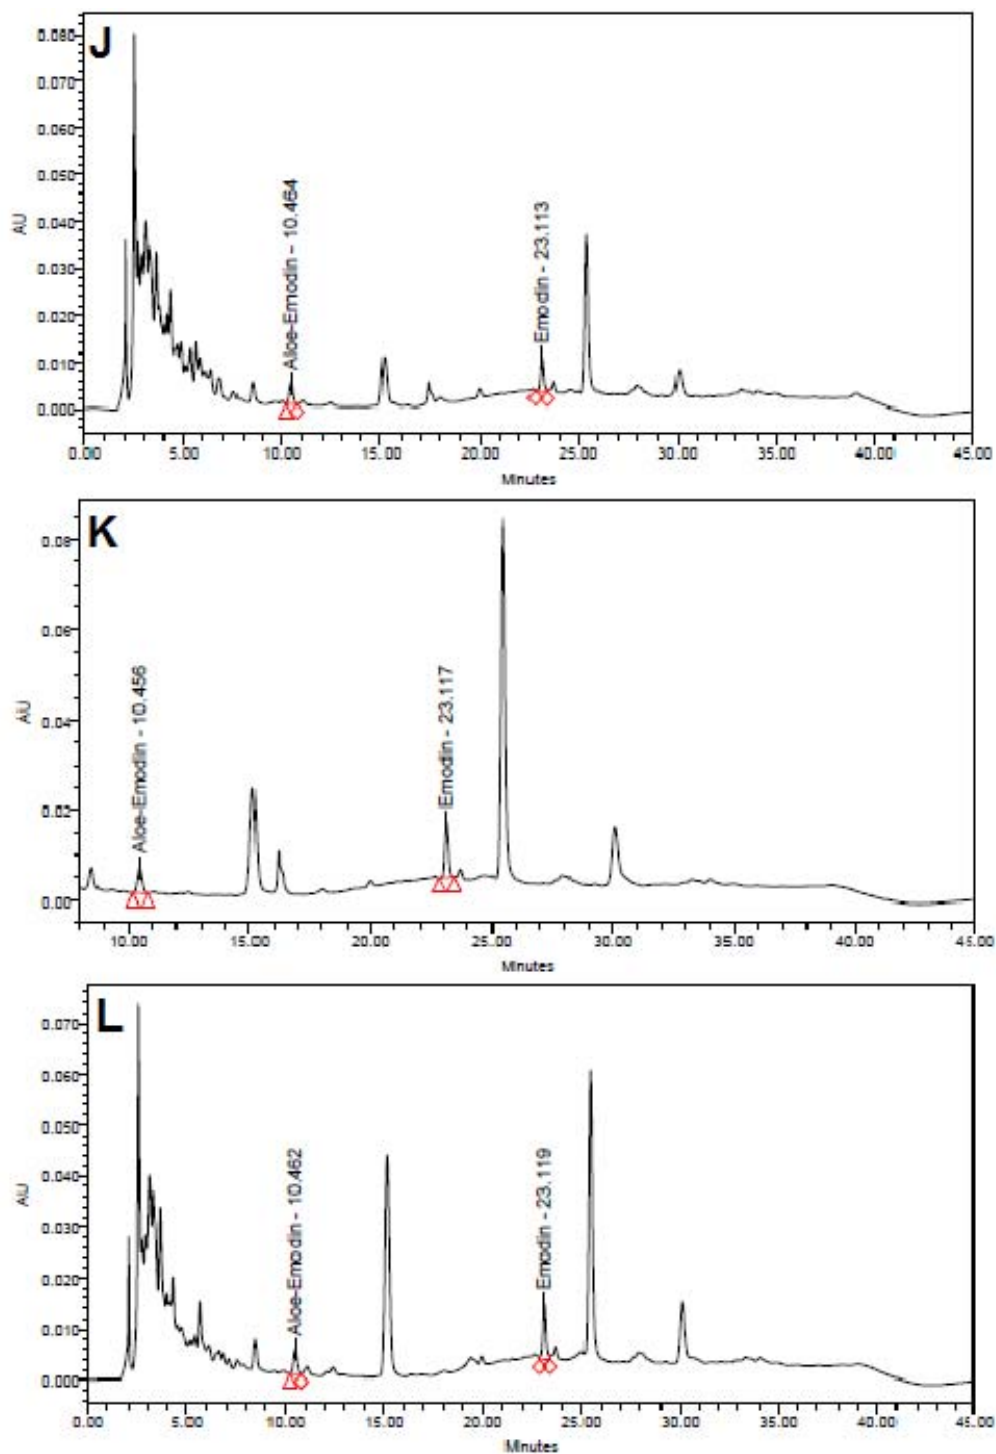 J
0.080
0.070
0.060
0.050
0.040
0.030
0.020
0.010
0.000
AU
Aloe-Emodin - 10.464
Emodin - 23.113
0.00 5.00 10.00 15.00 20.00 25.00 30.00 35.00 40.00 45.00
Minutes
K
0.08
0.06
0.04
0.02
0.00
AU
Aloe-Emodin - 10.456
Emodin - 23.117
10.00 15.00 20.00 25.00 30.00 35.00 40.00 45.00
Minutes
L
0.070
0.060
0.050
0.040
0.030
0.020
0.010
0.000
AU
Aloe-Emodin - 10.462
Emodin - 23.119
0.00 5.00 10.00 15.00 20.00 25.00 30.00 35.00 40.00 45.00
Minutes